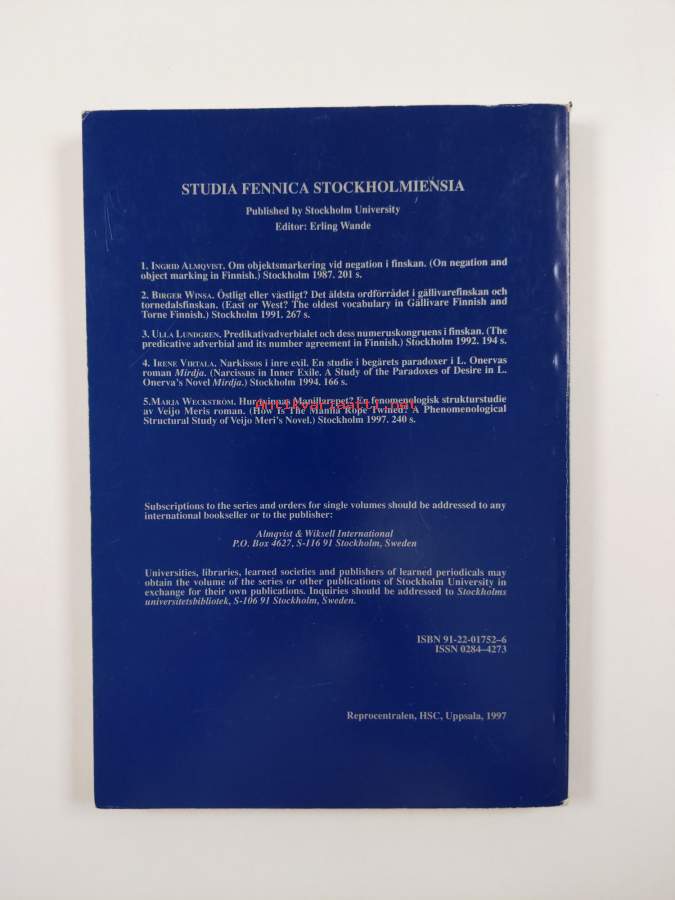 STUDIA FENNICA STOCKHOLMIENSIA
Published by Stockholm University
Editor: Erling Wande
1. INGRID ALMQVIST. Om objektsmarkering vid negation i finskan. (On negation and
object marking in Finnish.) Stockholm 1987. 201 s.
2. BIRGER WINSA. Östligt eller västligt? Det äldsta ordförrådet i gällivarefinskan och
tornedalsfinskan. (East or West? The oldest vocabulary in Gällivare Finnish and
Torne Finnish.) Stockholm 1991. 267 s.
3. ULLA LUNDGREN. Predikativadverbialet och dess numeruskongruens i finskan. (The
predicative adverbial and its number agreement in Finnish.) Stockholm 1992. 194 s.
4. IRENE VIRTALA. Narkissos i inre exil. En studie i begärets paradoxer i L. Onervas
roman Mirdja. (Narcissus in Inner Exile. A Study of the Paradoxes of Desire in L.
Onerva's Novel Mirdja.) Stockholm 1994. 166 s.
5.MARJA WECKSTRÖM. Hur tvinnas Manillarepet? En fenomenologisk strukturstudie
Antikvariaatti.net
av Veijo Meris roman. (How Is The Manila Rope Twined? A Phenomenological
Structural Study of Veijo Meri's Novel.) Stockholm 1997. 240 s.
Subscriptions to the series and orders for single volumes should be addressed to any
international bookseller or to the publisher:
Almqvist & Wiksell International
P.O. Box 4627, S-116 91 Stockholm, Sweden
Universities, libraries, learned societies and publishers of learned periodicals may
obtain the volume of the series or other publications of Stockholm University in
exchange for their own publications. Inquiries should be addressed to Stockholms
universitetsbibliotek, S-106 91 Stockholm, Sweden.
ISBN 91-22-01752-6
ISSN 0284-4273
Reprocentralen, HSC, Uppsala, 1997